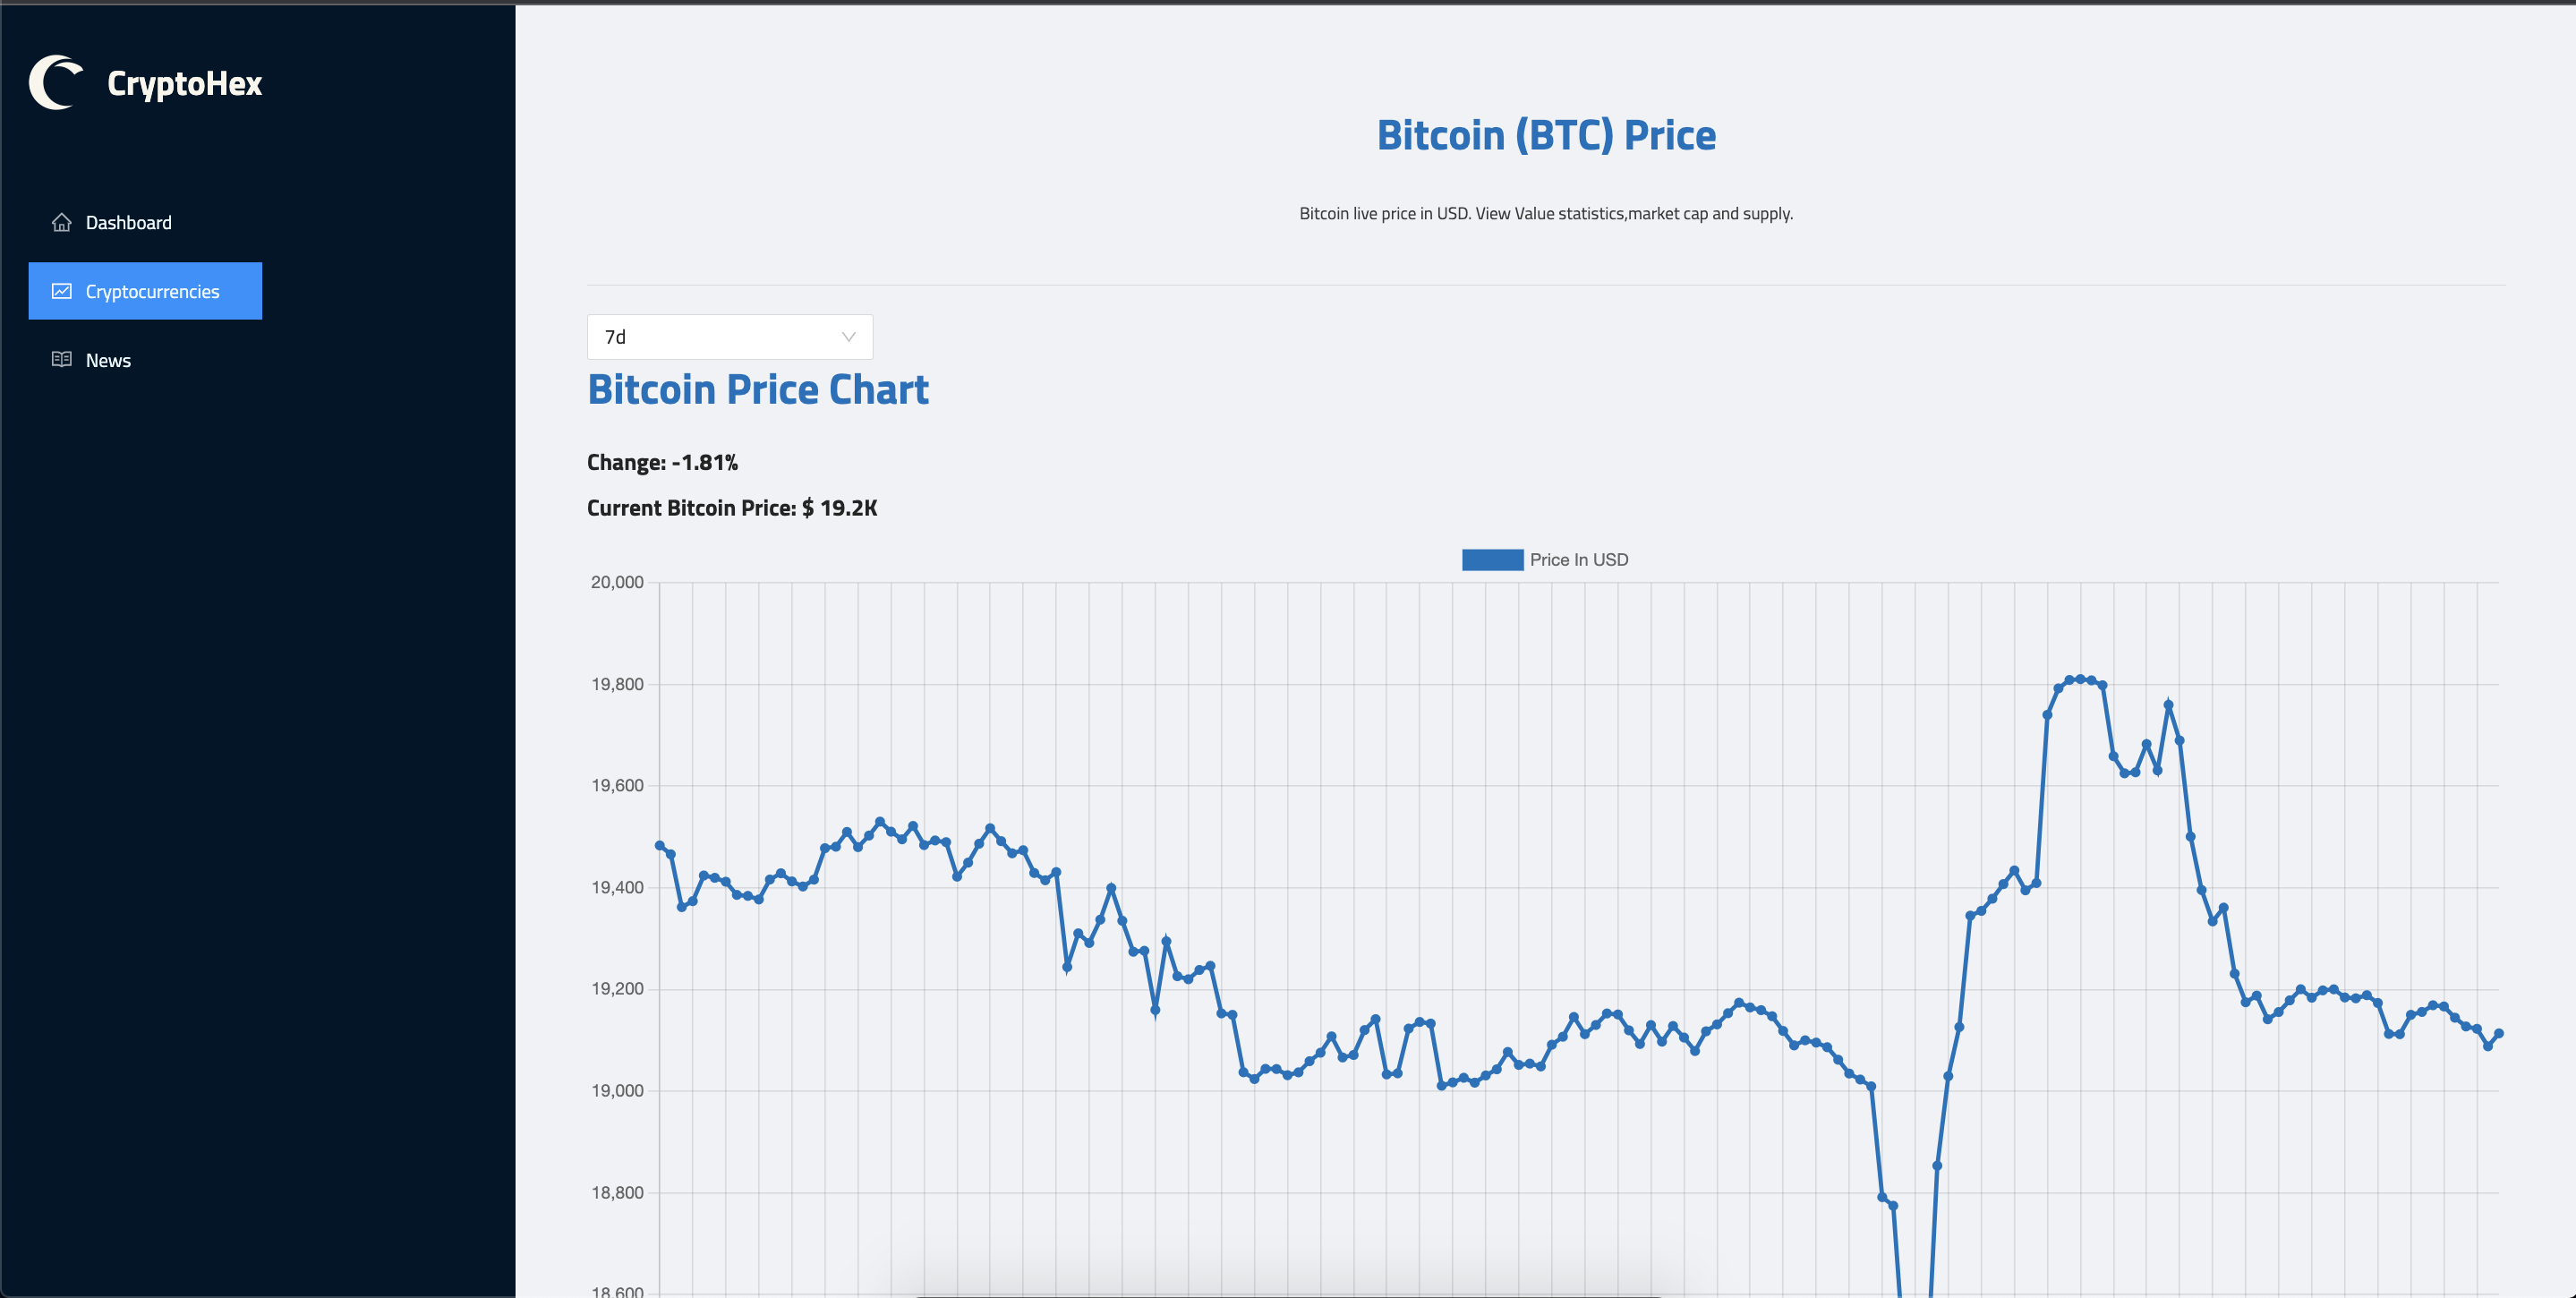 CryptoHex
Dashboard
Cryptocurrencies
News
Bitcoin (BTC) Price
Bitcoin live price in USD. View Value statistics,market cap and supply.
7d
Bitcoin Price Chart
Change: -1.81%
Current Bitcoin Price: $ 19.2K
Price In USD
20,000
19,800
19,600
19,400
19,200
19,000
18,800
18,600